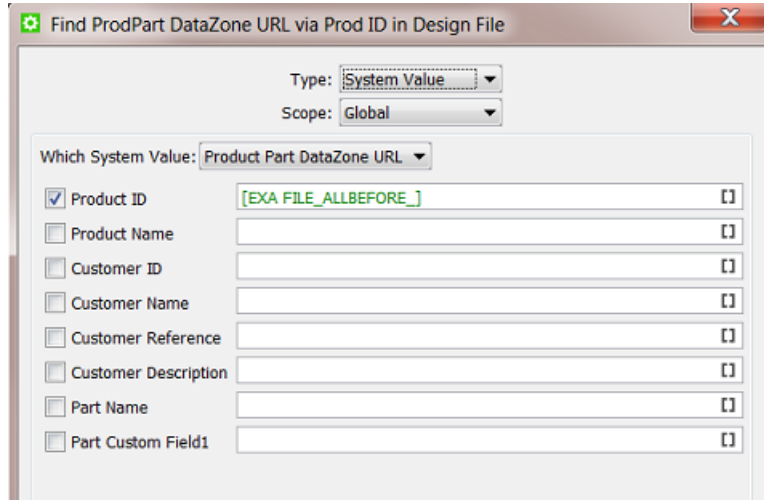 Find ProdPart DataZone URL via Prod ID in Design File
Type: System Value
Scope: Global
Which System Value: Product Part DataZone URL
Product ID [EXA FILE_ALLBEFORE_] []
Product Name []
Customer ID []
Customer Name []
Customer Reference []
Customer Description []
Part Name []
Part Custom Field1 []